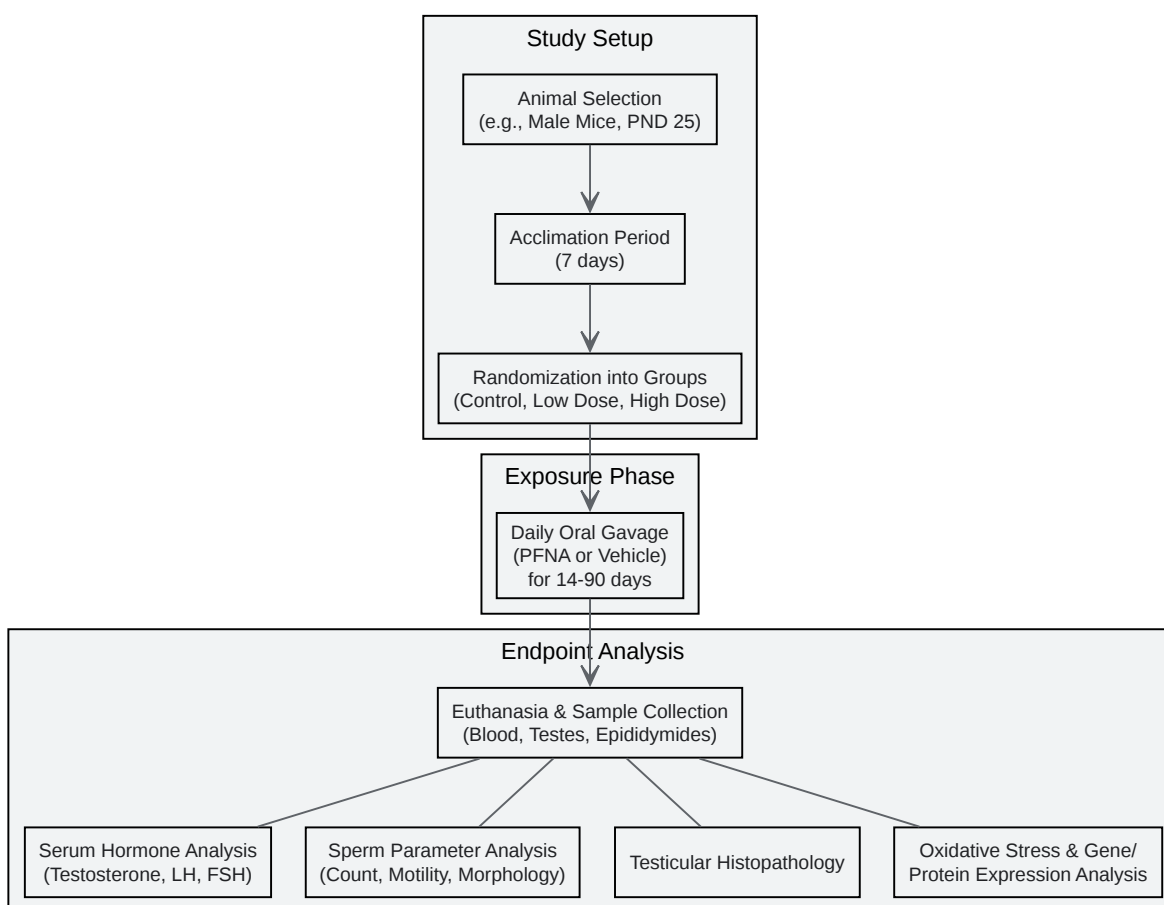 Study Setup
Animal Selection
(e.g., Male Mice, PND 25)
Acclimation Period
(7 days)
Randomization into Groups
(Control, Low Dose, High Dose)
Exposure Phase
Daily Oral Gavage
(PFNA or Vehicle)
for 14-90 days
Endpoint Analysis
Euthanasia & Sample Collection
(Blood, Testes, Epididymides)
Serum Hormone Analysis
(Testosterone, LH, FSH)
Sperm Parameter Analysis
(Count, Motility, Morphology)
Testicular Histopathology
Oxidative Stress & Gene/
Protein Expression Analysis